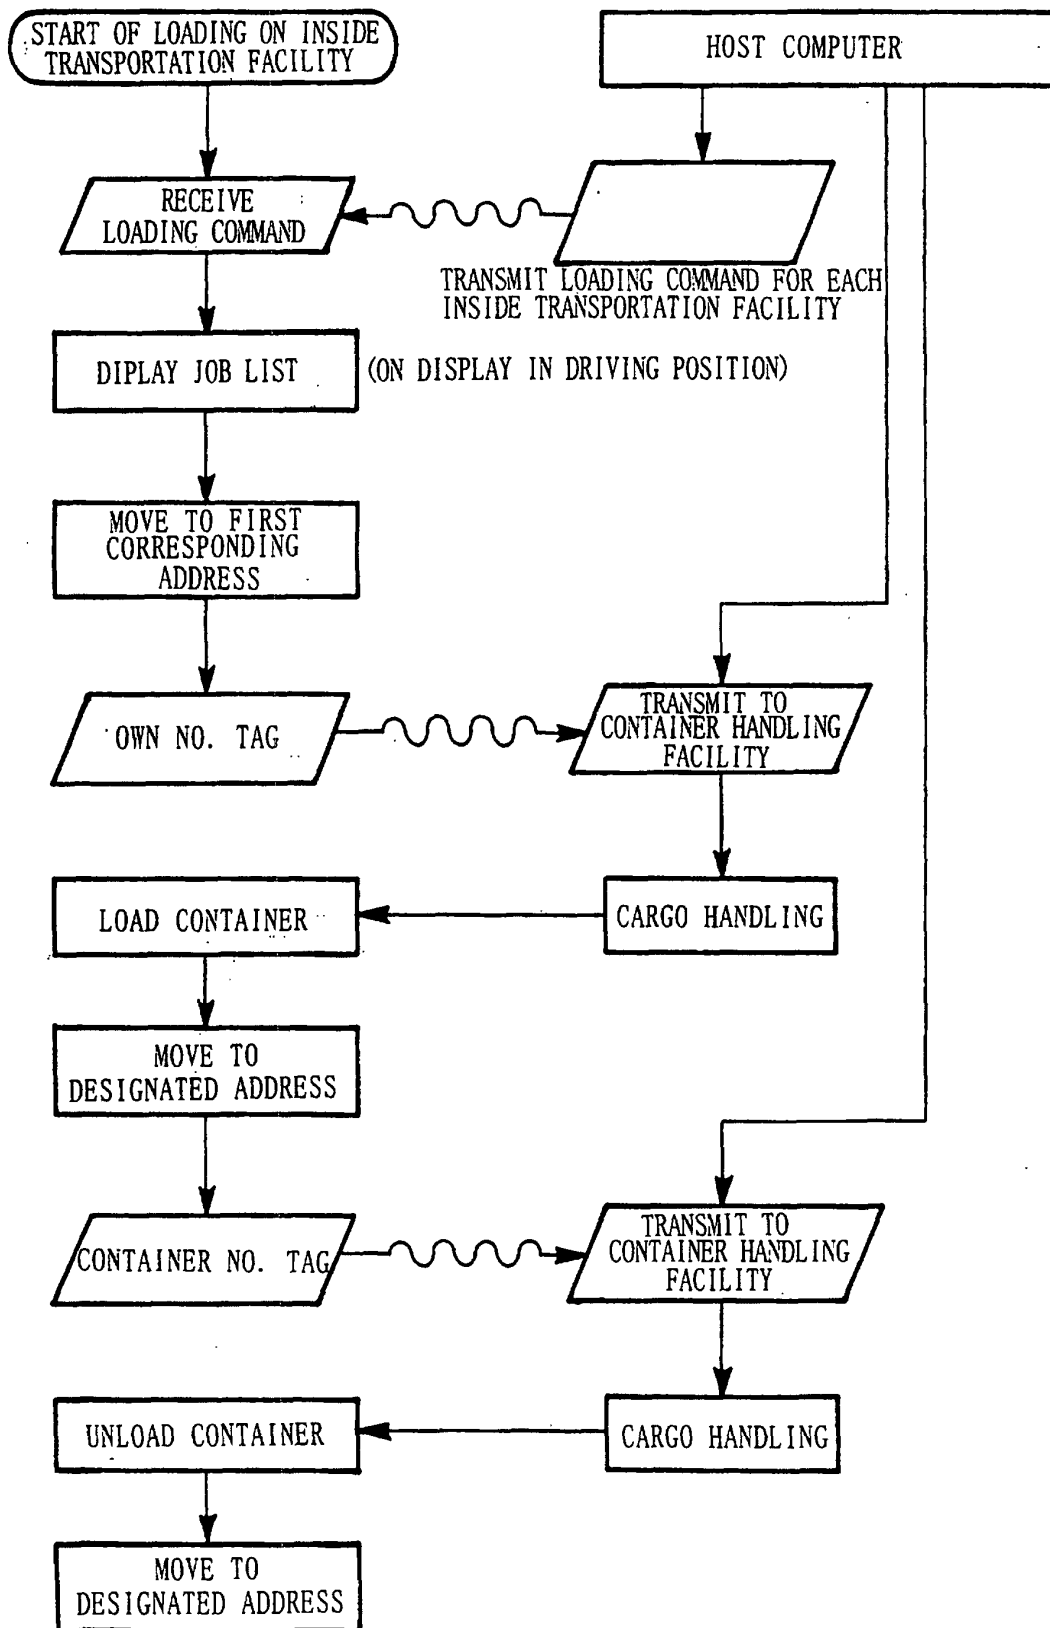 START OF LOADING ON INSIDE
TRANSPORTATION FACILITY
HOST COMPUTER
RECEIVE
LOADING COMMAND
TRANSMIT LOADING COMMAND FOR EACH
INSIDE TRANSPORTATION FACILITY
DIPLAY JOB LIST
(ON DISPLAY IN DRIVING POSITION)
MOVE TO FIRST
CORRESPONDING
ADDRESS
OWN NO. TAG
TRANSMIT TO
CONTAINER HANDLING
FACILITY
LOAD CONTAINER
CARGO HANDLING
MOVE TO
DESIGNATED ADDRESS
CONTAINER NO. TAG
TRANSMIT TO
CONTAINER HANDLING
FACILITY
UNLOAD CONTAINER
CARGO HANDLING
MOVE TO
DESIGNATED ADDRESS